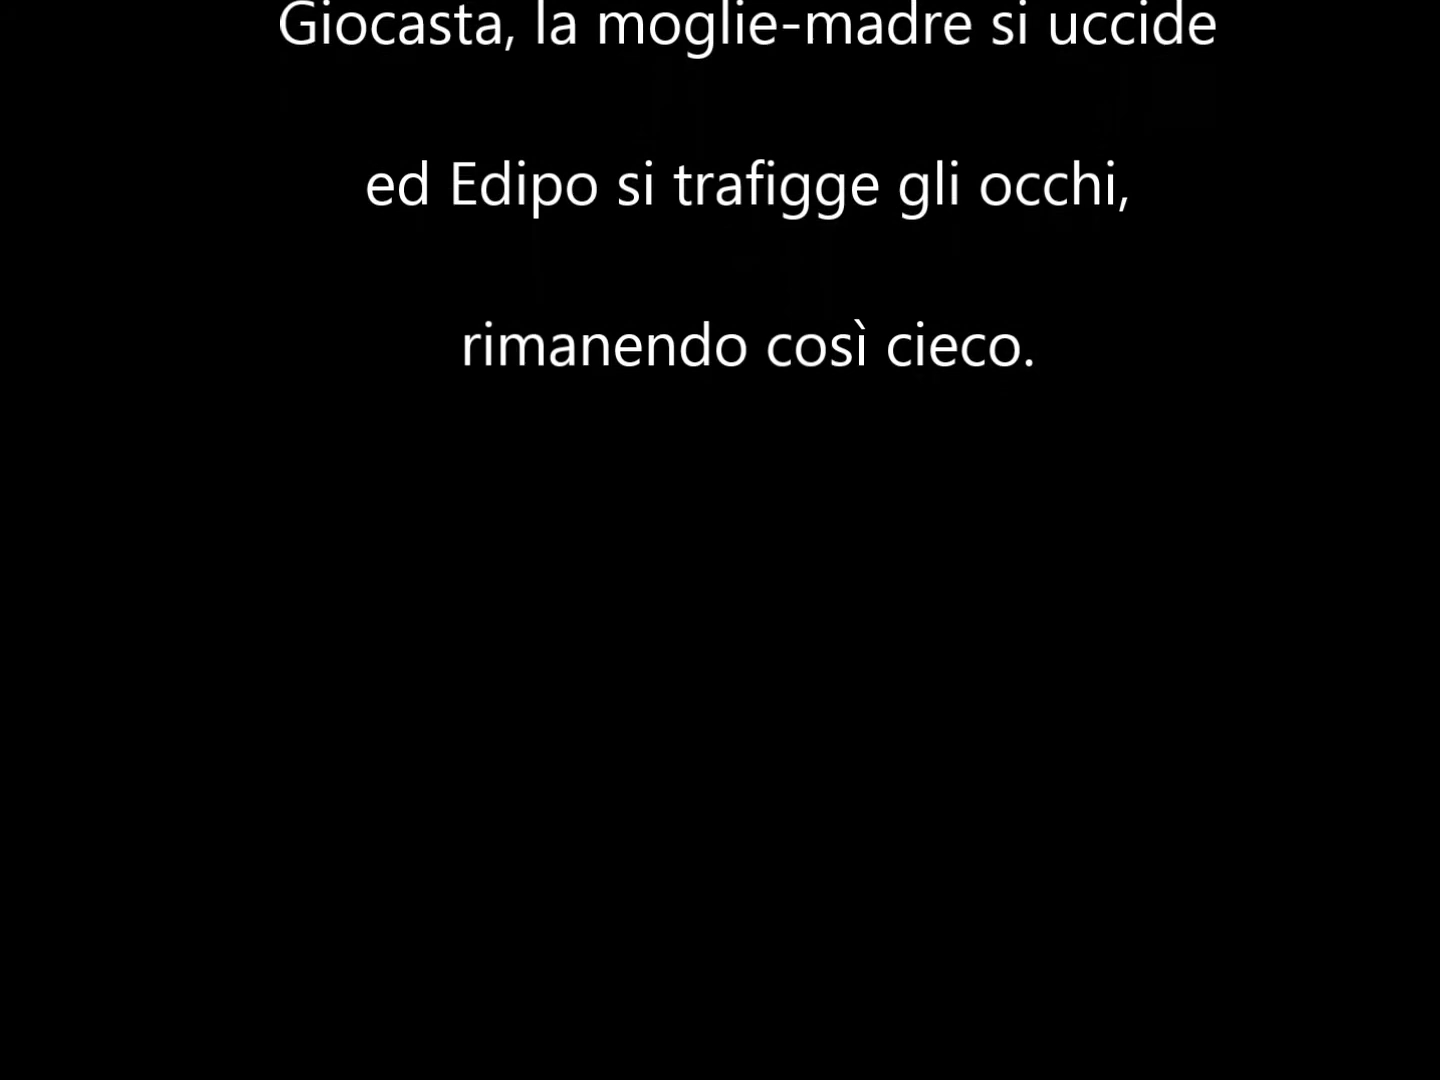 Giocasta, la moglie-madre si uccide
ed Edipo si trafigge gli occhi,
rimanendo così cieco.